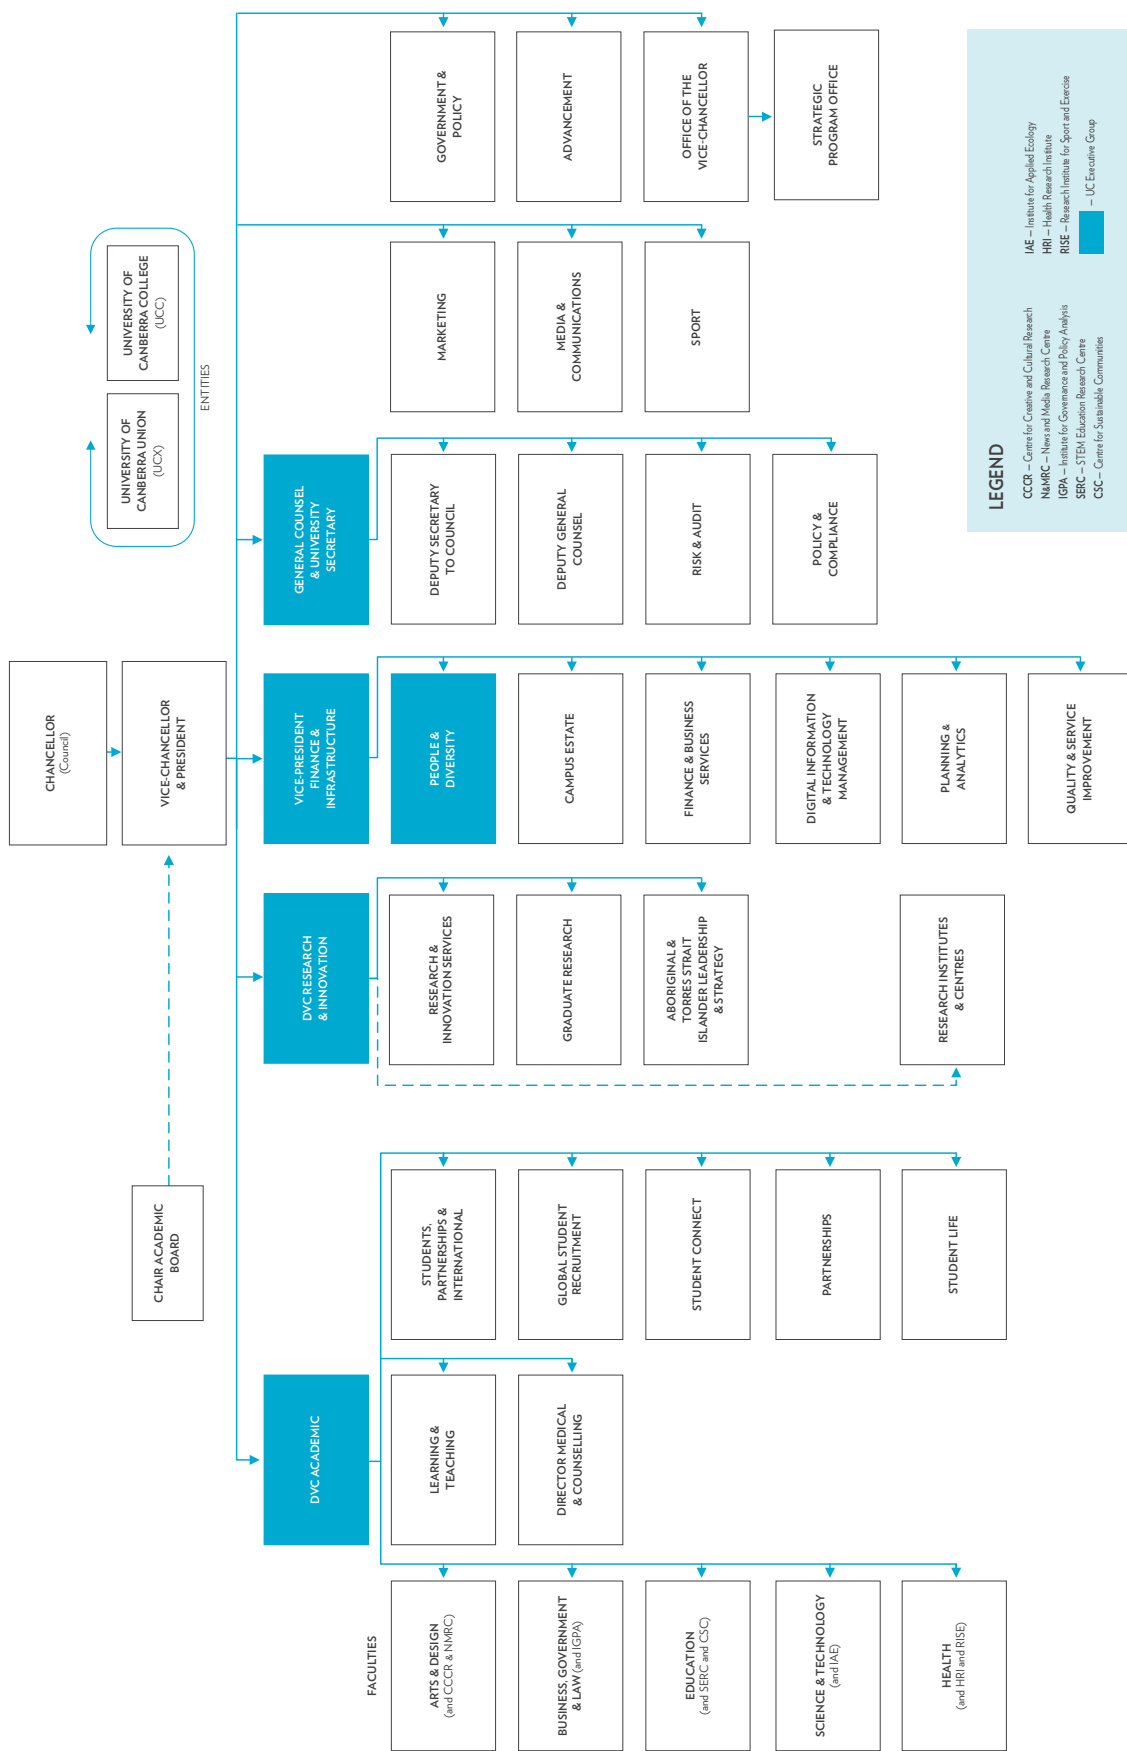 CHANCELLOR
(Council)
VICE-CHANCELLOR
& PRESIDENT
CHAIR ACADEMIC
BOARD
UNIVERSITY OF
CANBERRA UNION
(UCX)
UNIVERSITY OF
CANBERRA COLLEGE
(UCC)
ENTITIES
DVC ACADEMIC
DVC RESEARCH
& INNOVATION
VICE-PRESIDENT
FINANCE &
INFRASTRUCTURE
GENERAL COUNSEL
& UNIVERSITY
SECRETARY
FACULTIES
ARTS & DESIGN
(and CCCR & NMRC)
BUSINESS, GOVERNMENT
& LAW (and IGPA)
EDUCATION
(and SERC and CSC)
SCIENCE & TECHNOLOGY
(and IAE)
HEALTH
(and HRI and RISE)
LEARNING &
TEACHING
DIRECTOR MEDICAL
& COUNSELLING
STUDENTS,
PARTNERSHIPS &
INTERNATIONAL
GLOBAL STUDENT
RECRUITMENT
STUDENT CONNECT
PARTNERSHIPS
STUDENT LIFE
RESEARCH &
INNOVATION SERVICES
GRADUATE RESEARCH
ABORIGINAL &
TORRES STRAIT
ISLANDER LEADERSHIP
& STRATEGY
RESEARCH INSTITUTES
& CENTRES
PEOPLE &
DIVERSITY
CAMPUS ESTATE
FINANCE & BUSINESS
SERVICES
DIGITAL INFORMATION
& TECHNOLOGY
MANAGEMENT
PLANNING &
ANALYTICS
QUALITY & SERVICE
IMPROVEMENT
DEPUTY SECRETARY
TO COUNCIL
DEPUTY GENERAL
COUNSEL
RISK & AUDIT
POLICY &
COMPLIANCE
MARKETING
MEDIA &
COMMUNICATIONS
SPORT
GOVERNMENT &
POLICY
ADVANCEMENT
OFFICE OF THE
VICE-CHANCELLOR
STRATEGIC
PROGRAM OFFICE
LEGEND
CCCR – Centre for Creative and Cultural Research
N&MRC – News and Media Research Centre
IGPA – Institute for Governance and Policy Analysis
SERC – STEM Education Research Centre
CSC – Centre for Sustainable Communities
IAE – Institute for Applied Ecology
HRI – Health Research Institute
RISE – Research Institute for Sport and Exercise
– UC Executive Group